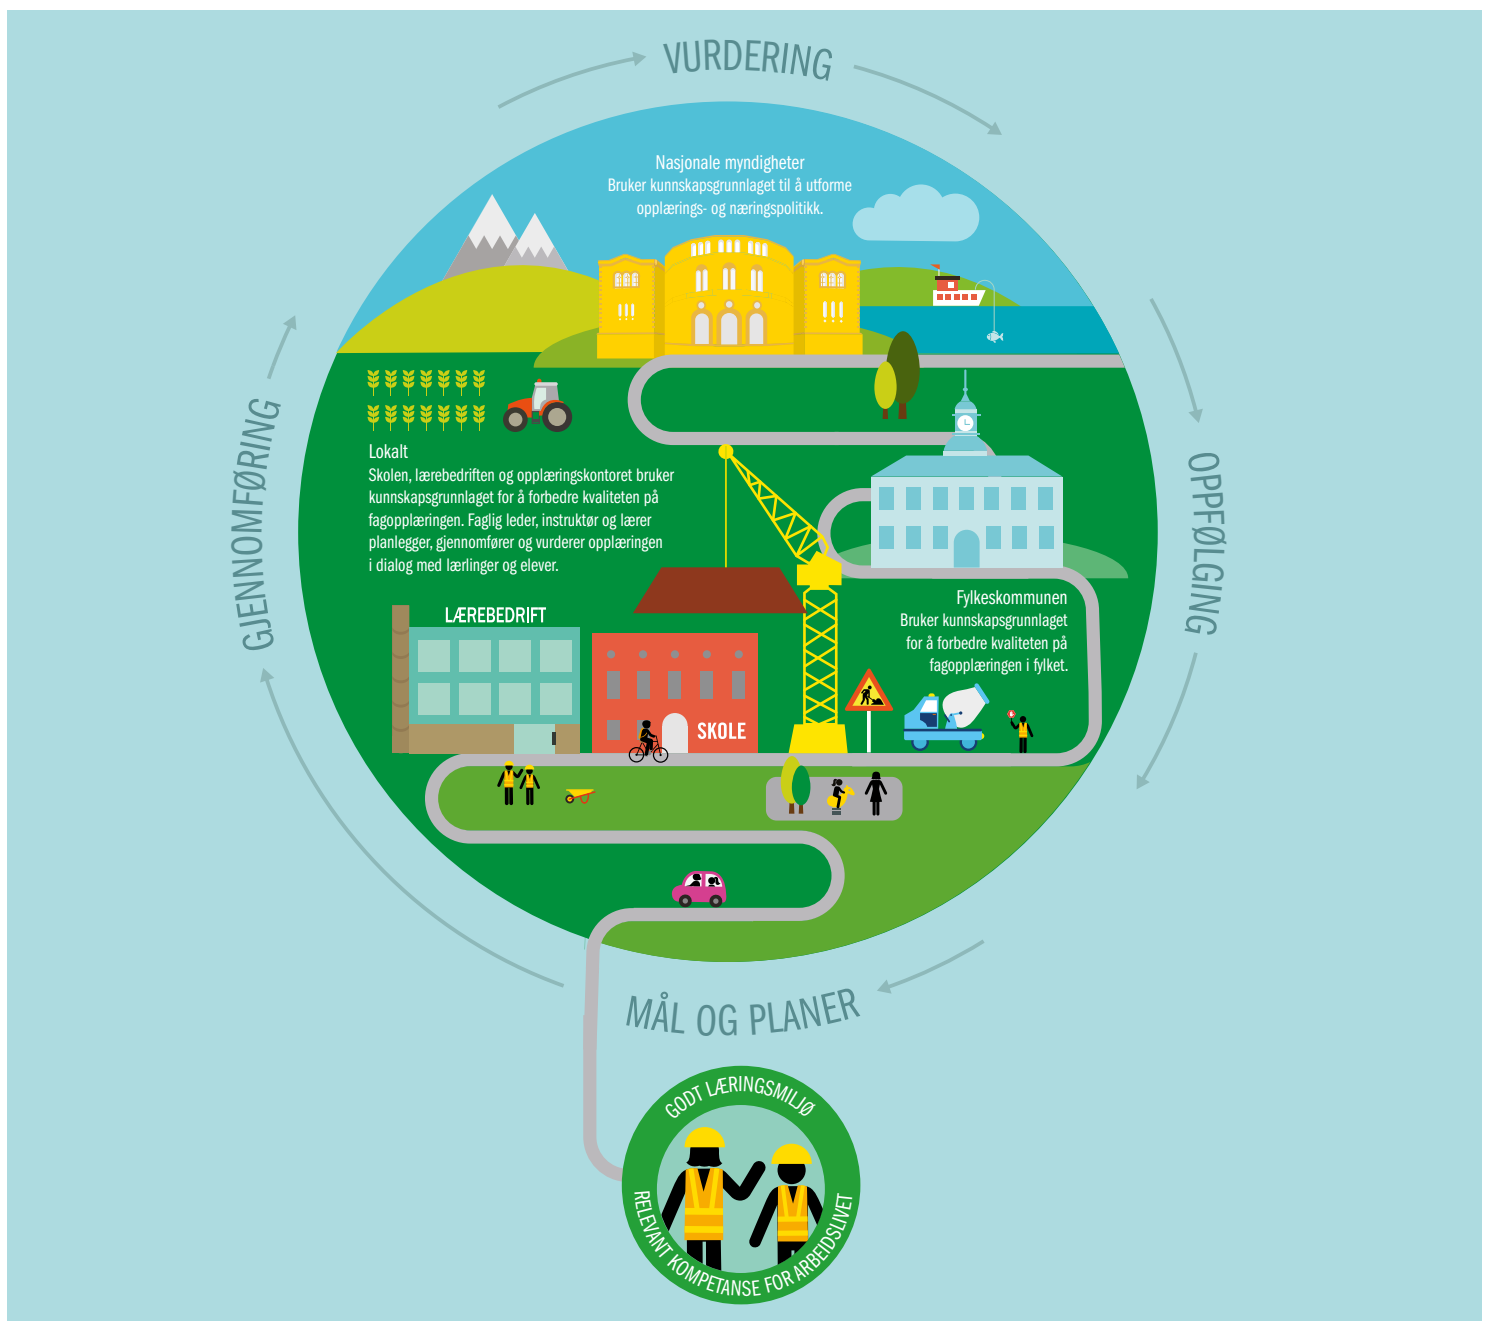 VURDERING
Nasjonale myndigheter
Bruker kunnskapsgrunnlaget til å utforme
opplærings- og næringspolitikk.
GJENNOMFØRING
OPPFØLGING
Lokalt
Skolen, lærebedriften og opplæringskontoret bruker
kunnskapsgrunnlaget for å forbedre kvaliteten på
fagopplæringen. Faglig leder, instruktør og lærer
planlegger, gjennomfører og vurderer opplæringen
i dialog med lærlinger og elever.
Fylkeskommunen
Bruker kunnskapsgrunnlaget
for å forbedre kvaliteten på
fagopplæringen i fylket.
LÆREBEDRIFT
SKOLE
MÅL OG PLANER
GODT LÆRINGSMILJØ
RELEVANT KOMPETANSE FOR ARBEIDSLIVET